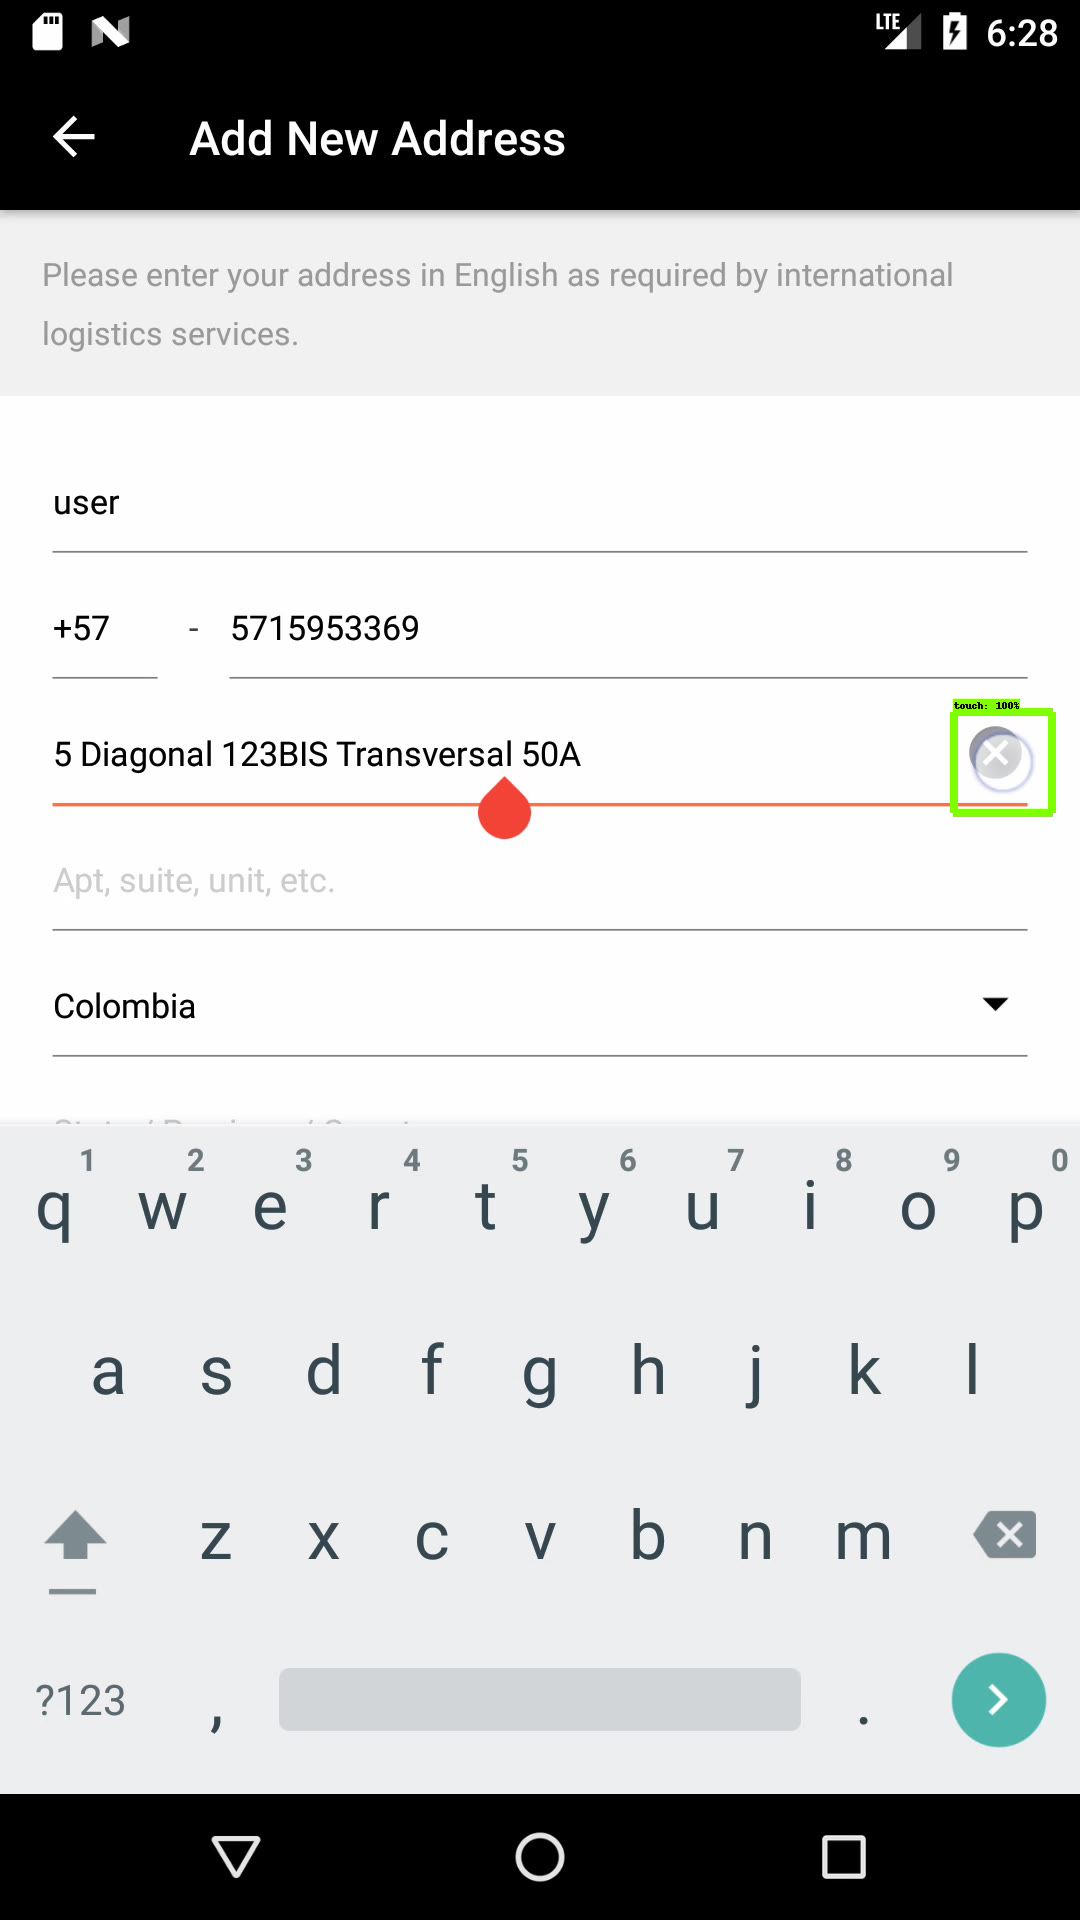 LTE 6:28
Add New Address
Please enter your address in English as required by international
logistics services.
user
+57 - 5715953369
touch: 100%
5 Diagonal 123BIS Transversal 50A
Apt, suite, unit, etc.
Colombia
1 2 3 4 5 6 7 8 9 0
q w e r t y u i o p
a s d f g h j k l
z x c v b n m
?123 , .